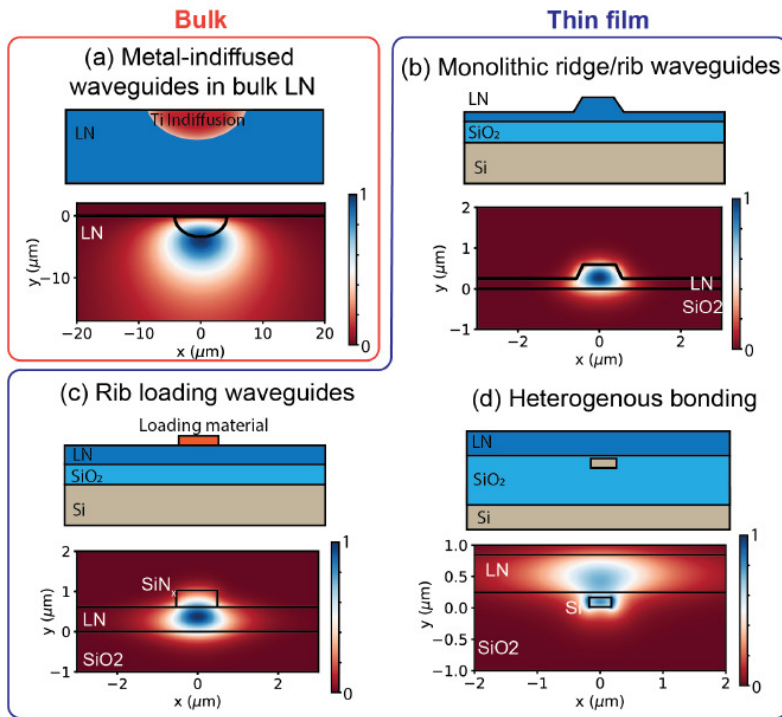 Bulk
Thin film
(a) Metal-indiffused
waveguides in bulk LN
Ti Indiffusion
LN
1
0
LN
0
−10
y (μm)
−20
−10
0
10
20
x (μm)
(b) Monolithic ridge/rib waveguides
LN
SiO₂
Si
1
2
1
0
−1
y (μm)
LN
SiO2
0
−2
0
2
x (μm)
(c) Rib loading waveguides
Loading material
LN
SiO₂
Si
1
2
1
0
−1
y (μm)
SiNₓ
LN
SiO2
0
−2
0
2
x (μm)
(d) Heterogenous bonding
LN
SiO₂
Si
1
1.0
0.5
0.0
−0.5
−1.0
y (μm)
LN
Si
SiO2
0
−2
−1
0
1
2
x (μm)